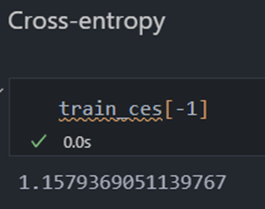 Cross-entropy
train_ces[-1]
0.0s
1.1579369051139767